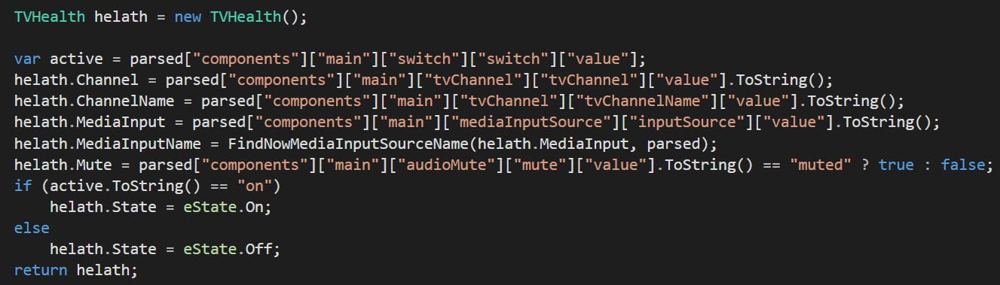 TVHealth helath = new TVHealth();
var active = parsed["components"]["main"]["switch"]["switch"]["value"];
helath.Channel = parsed["components"]["main"]["tvChannel"]["tvChannel"]["value"].ToString();
helath.ChannelName = parsed["components"]["main"]["tvChannel"]["tvChannelName"]["value"].ToString();
helath.MediaInput = parsed["components"]["main"]["mediaInputSource"]["inputSource"]["value"].ToString();
helath.MediaInputName = FindNowMediaInputSourceName(helath.MediaInput, parsed);
helath.Mute = parsed["components"]["main"]["audioMute"]["mute"]["value"].ToString() == "muted" ? true : false;
if (active.ToString() == "on")
    helath.State = eState.On;
else
    helath.State = eState.Off;
return helath;